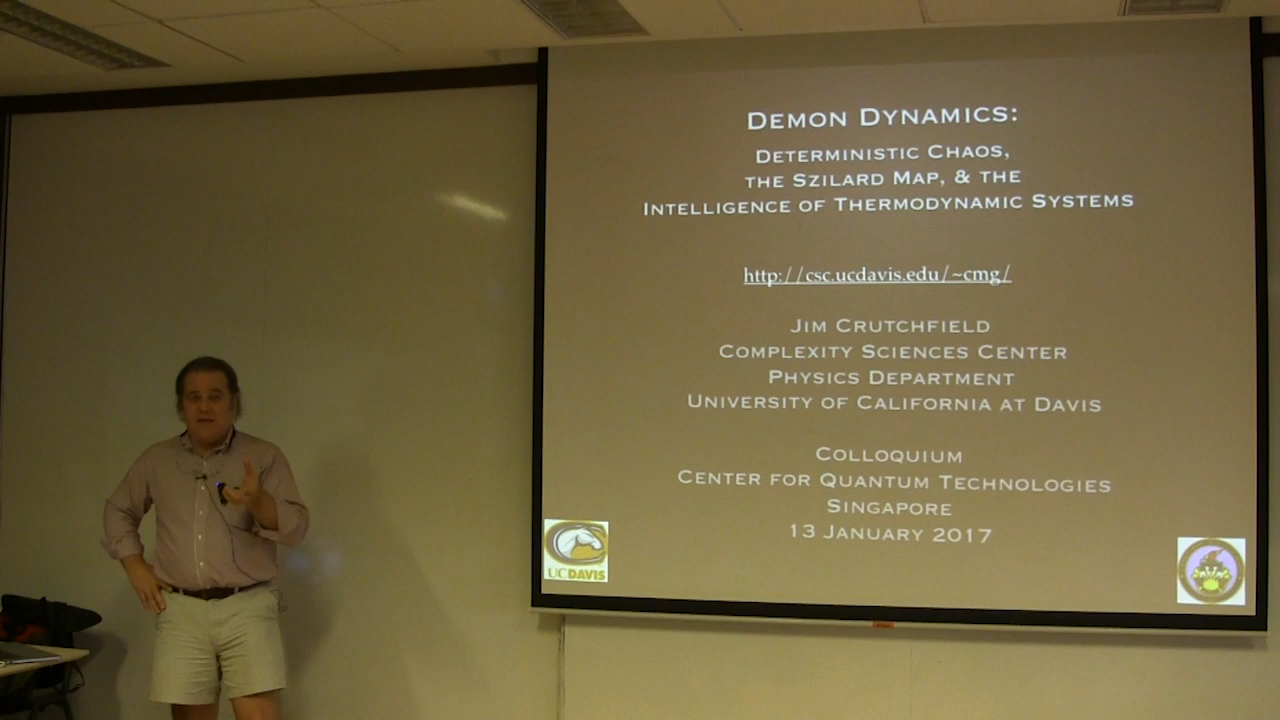 DEMON DYNAMICS:
DETERMINISTIC CHAOS,
THE SZILARD MAP, & THE
INTELLIGENCE OF THERMODYNAMIC SYSTEMS
http://csc.ucdavis.edu/~cmg/
JIM CRUTCHFIELD
COMPLEXITY SCIENCES CENTER
PHYSICS DEPARTMENT
UNIVERSITY OF CALIFORNIA AT DAVIS
COLLOQUIUM
CENTER FOR QUANTUM TECHNOLOGIES
SINGAPORE
13 JANUARY 2017
UCDAVIS